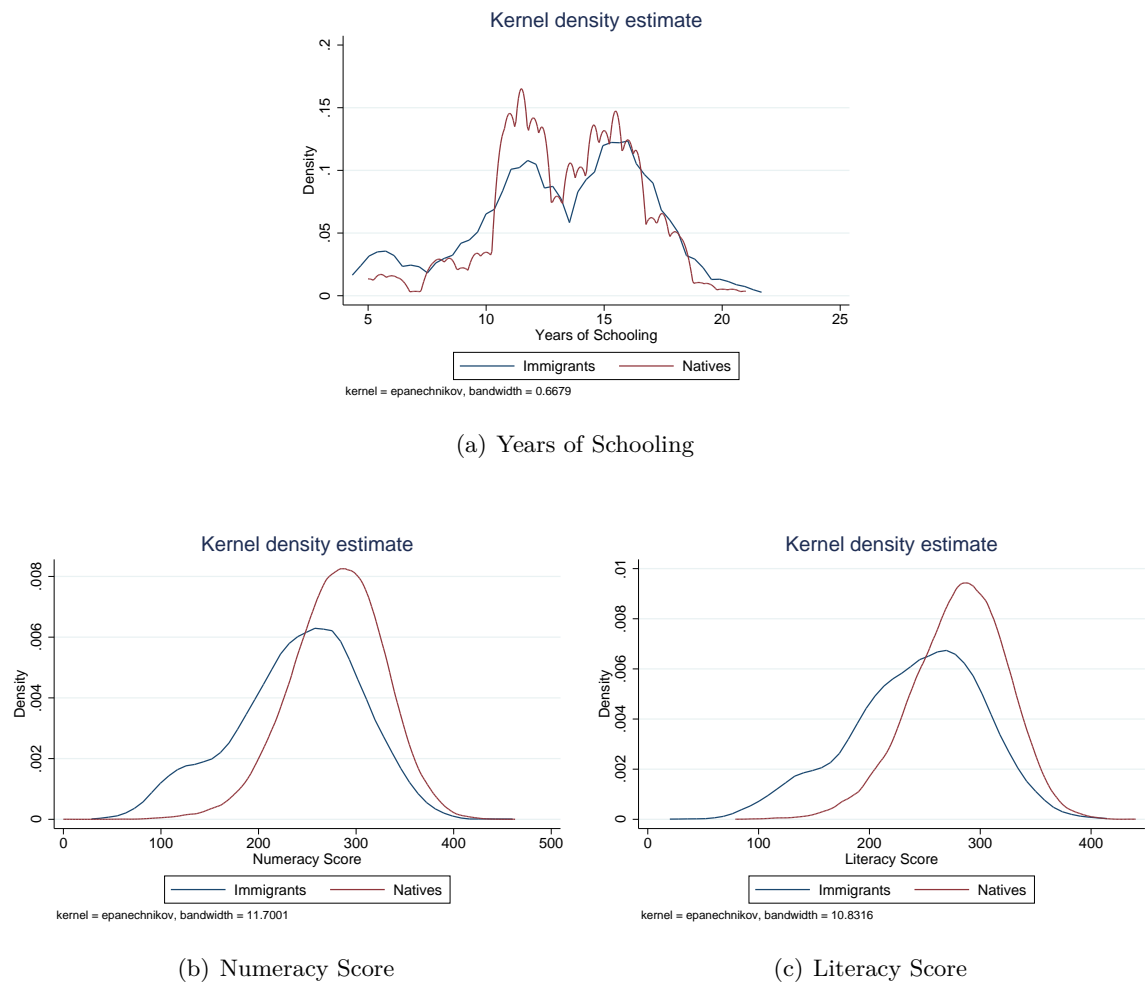 Kernel density estimate
.2
.15
.1
.05
0
Density
5 10 15 20 25
Years of Schooling
Immigrants Natives
kernel = epanechnikov, bandwidth = 0.6679
(a) Years of Schooling
Kernel density estimate
.008
.006
.004
.002
0
Density
0 100 200 300 400 500
Numeracy Score
Immigrants Natives
kernel = epanechnikov, bandwidth = 11.7001
(b) Numeracy Score
Kernel density estimate
.01
.008
.006
.004
.002
0
Density
0 100 200 300 400
Literacy Score
Immigrants Natives
kernel = epanechnikov, bandwidth = 10.8316
(c) Literacy Score